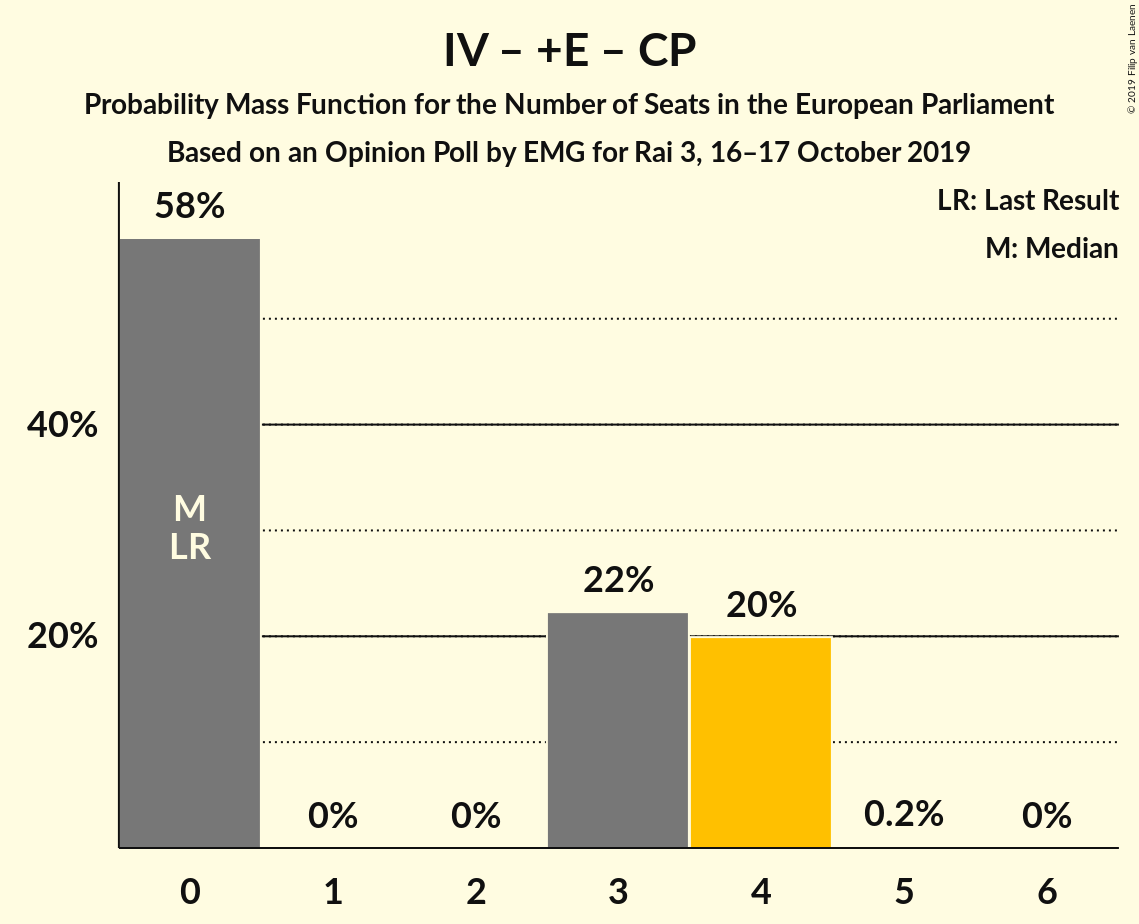 IV – +E – CP
Probability Mass Function for the Number of Seats in the European Parliament
Based on an Opinion Poll by EMG for Rai 3, 16–17 October 2019
© 2019 Filip van Laenen
LR: Last Result
M: Median
58%
40%
M
LR
22%
20%
20%
0%
0%
0.2%
0%
0
1
2
3
4
5
6